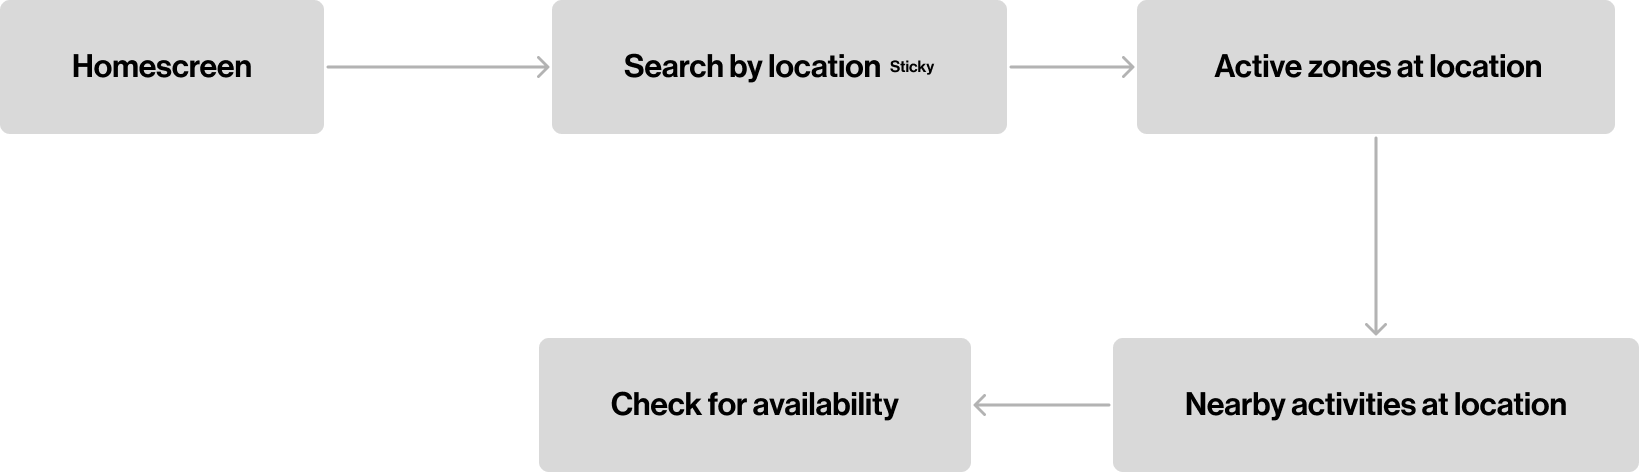 Homescreen
Search by location Sticky
Active zones at location
Nearby activities at location
Check for availability